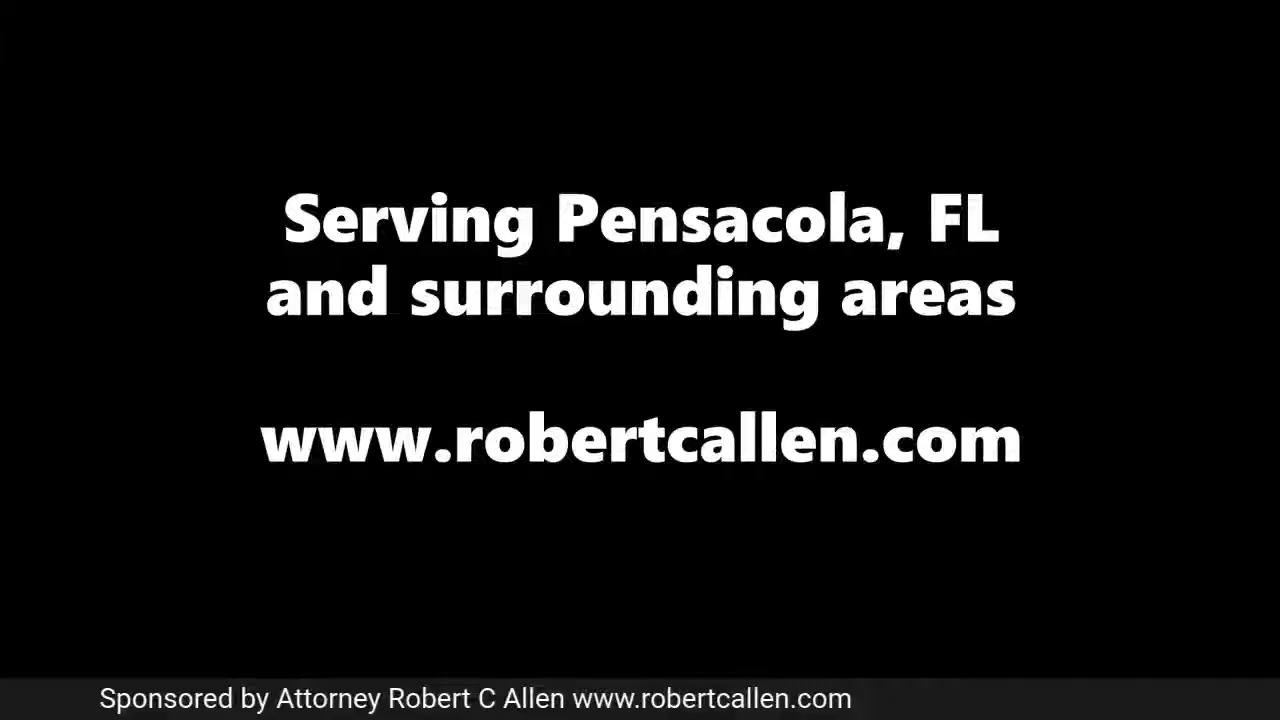 Serving Pensacola, FL
and surrounding areas
www.robertcallen.com
Sponsored by Attorney Robert C Allen www.robertcallen.com